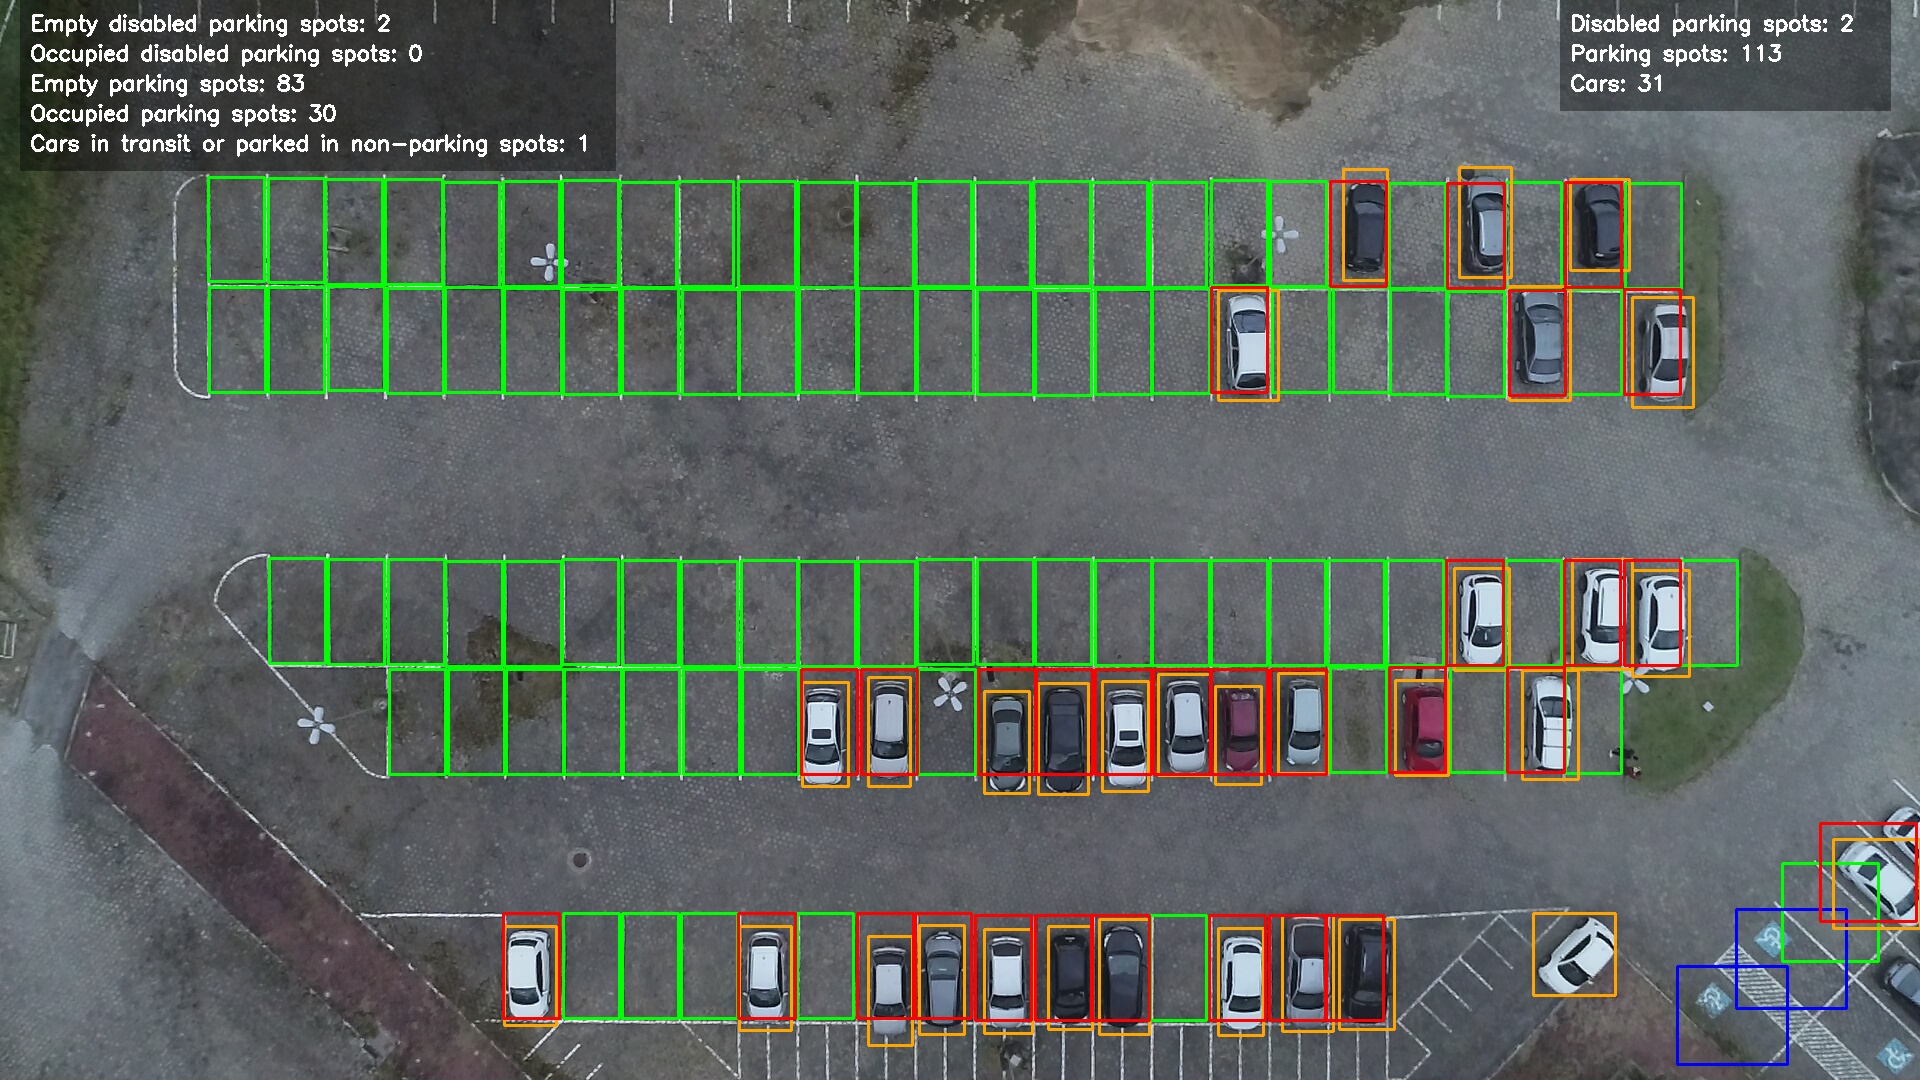 Empty disabled parking spots: 2
Occupied disabled parking spots: 0
Empty parking spots: 83
Occupied parking spots: 30
Cars in transit or parked in non-parking spots: 1
Disabled parking spots: 2
Parking spots: 113
Cars: 31